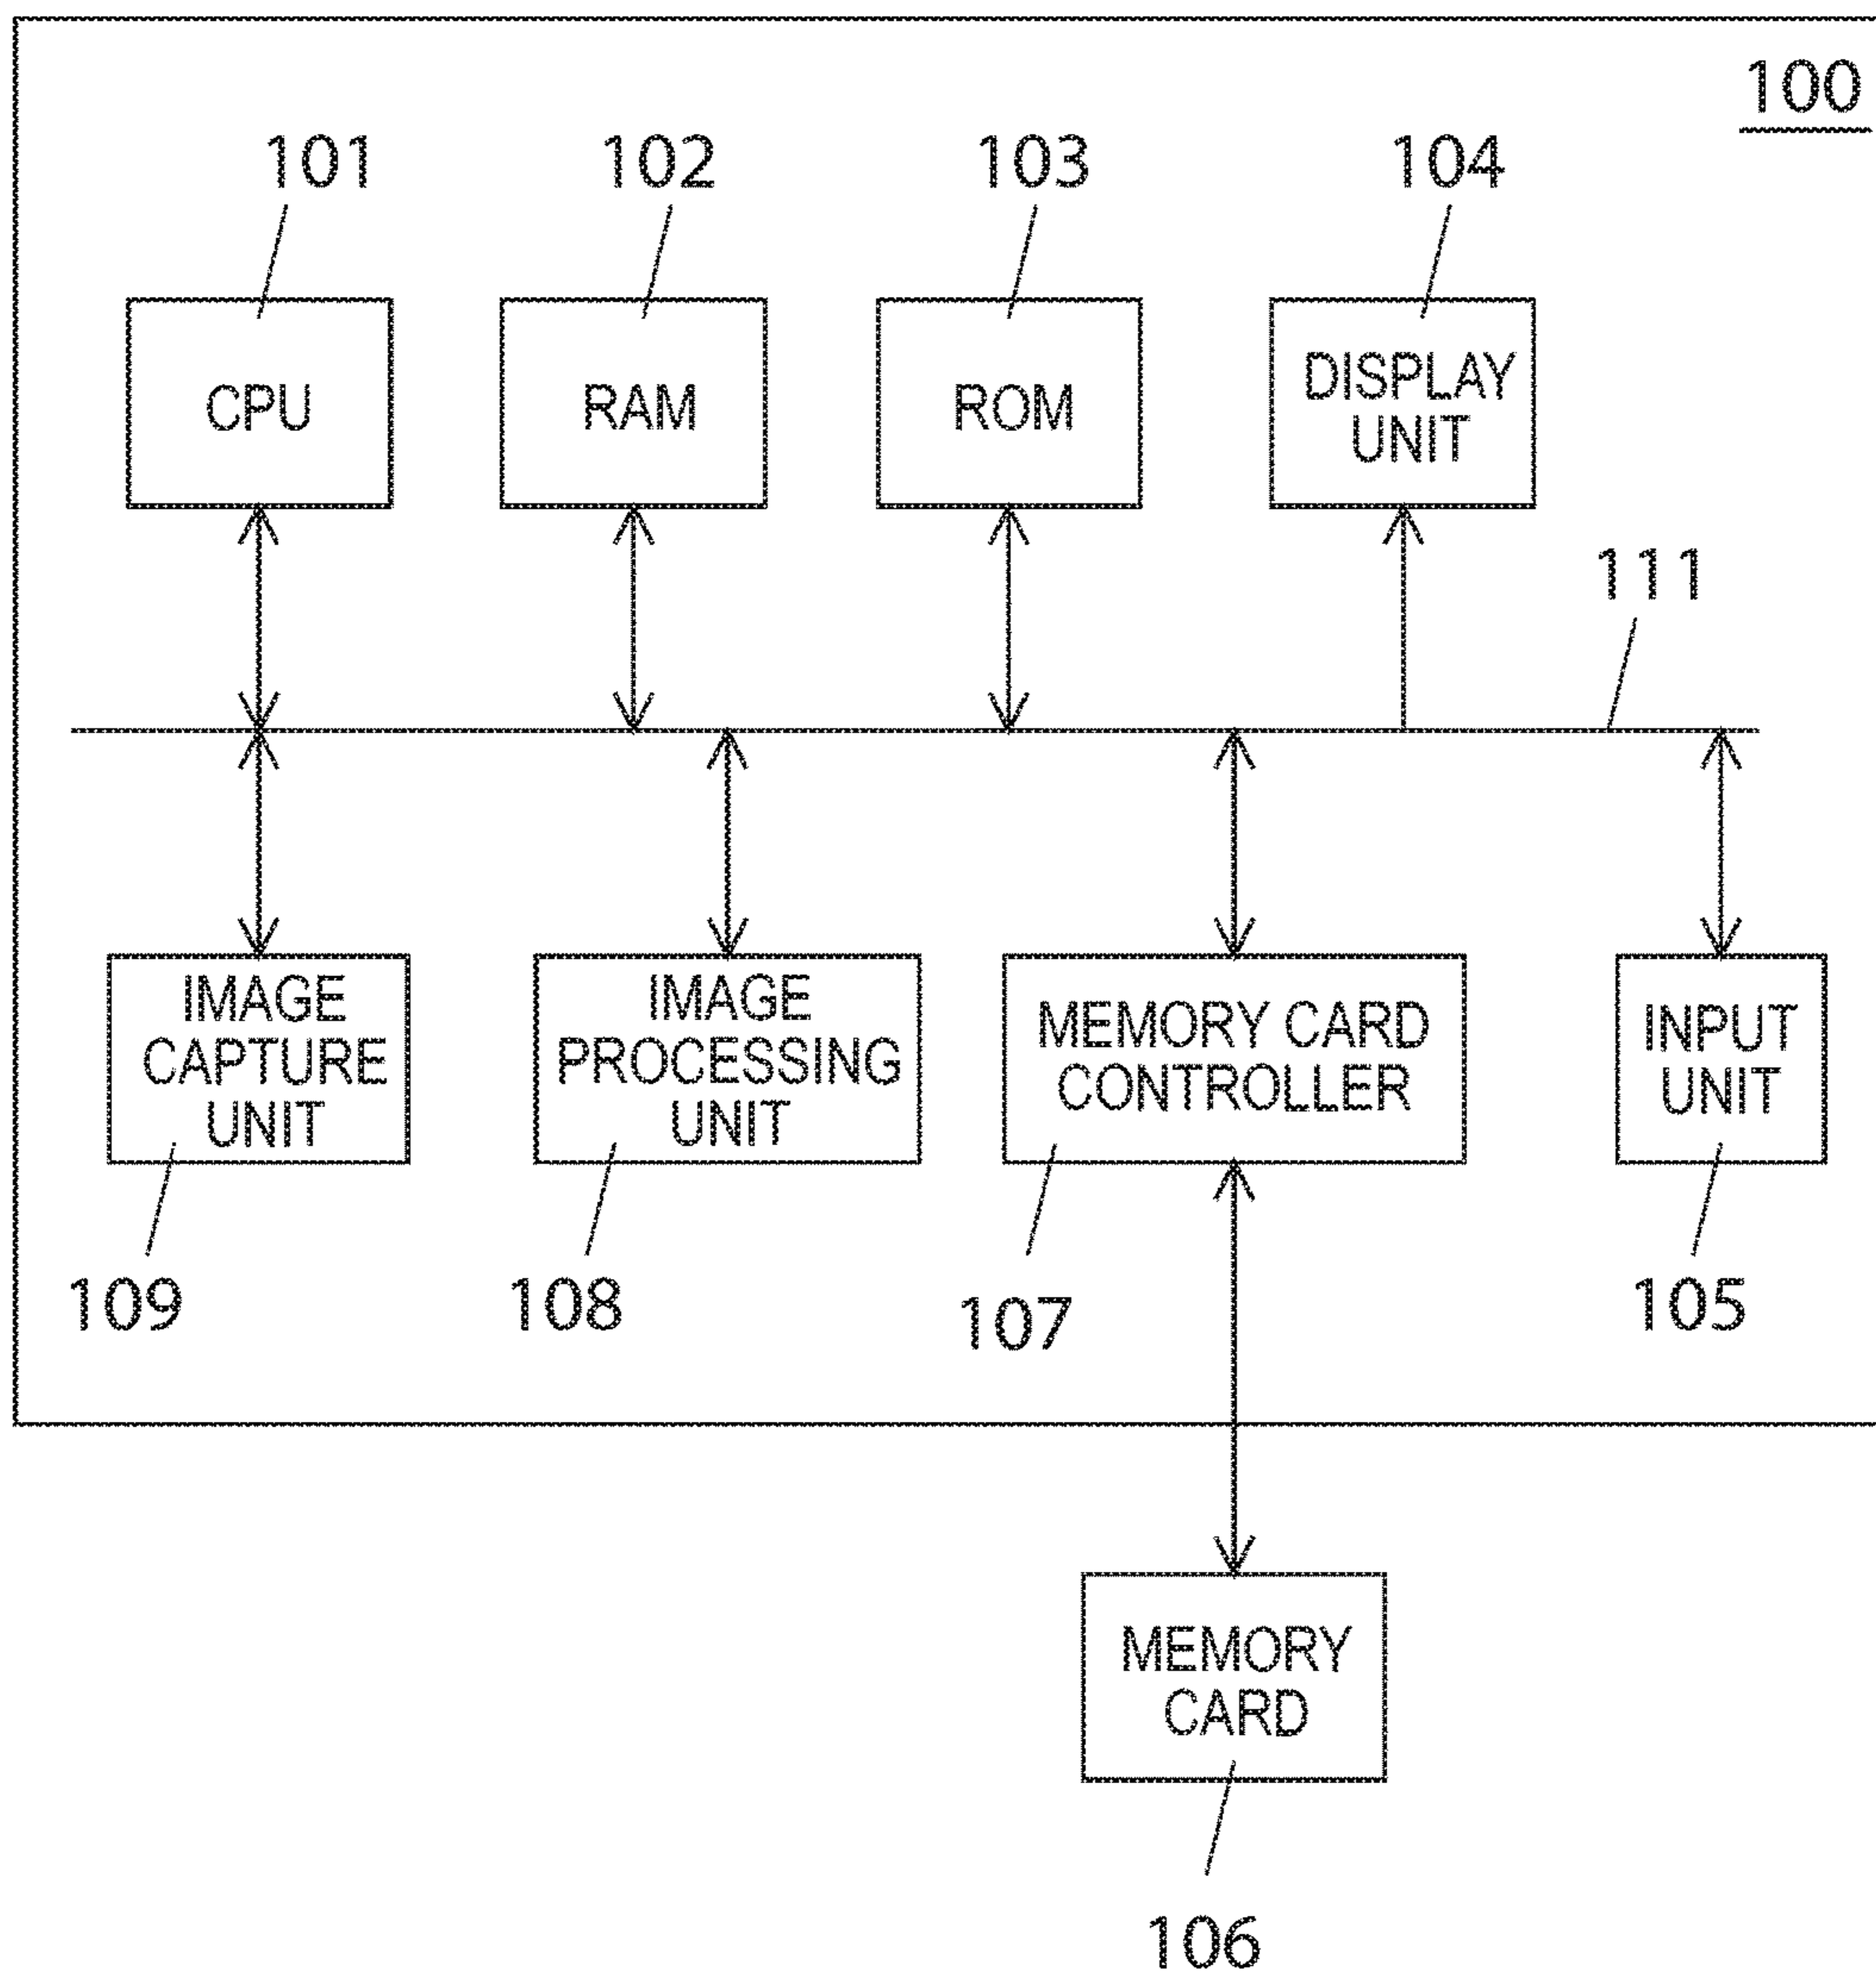 100
101
102
103
104
CPU
RAM
ROM
DISPLAY
UNIT
111
IMAGE
CAPTURE
UNIT
IMAGE
PROCESSING
UNIT
MEMORY CARD
CONTROLLER
INPUT
UNIT
109
108
107
105
MEMORY
CARD
106